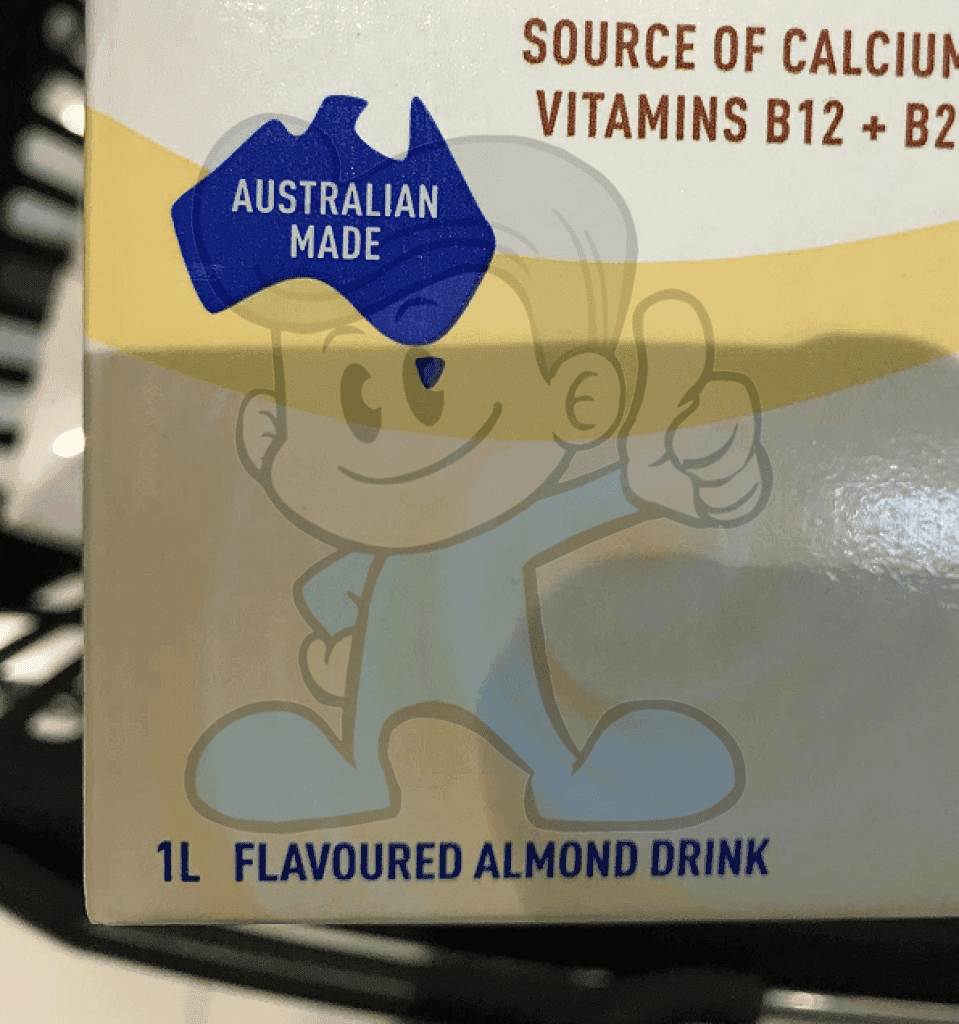 SOURCE OF CALCIUM
VITAMINS B12 + B2
AUSTRALIAN
MADE
1L FLAVOURED ALMOND DRINK